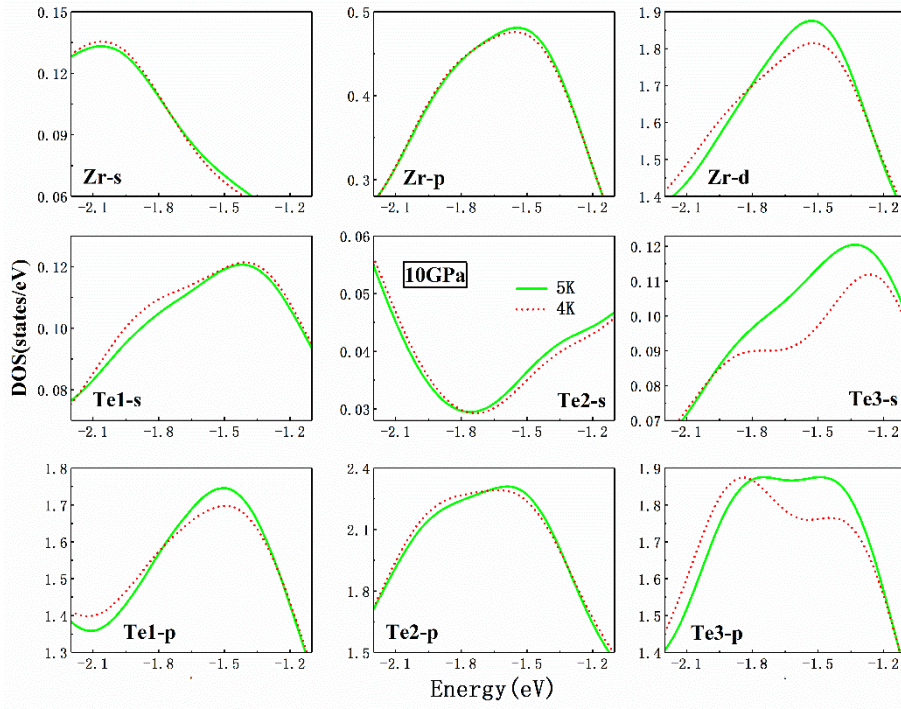 0.15
0.12
0.09
0.06
Zr-s
-2.1 -1.8 -1.5 -1.2
0.5
0.4
0.3
Zr-p
-2.1 -1.8 -1.5 -1.2
1.9
1.8
1.7
1.6
1.5
1.4
Zr-d
-2.1 -1.8 -1.5 -1.2
DOS(states/eV)
0.12
0.10
0.08
Te1-s
-2.1 -1.8 -1.5 -1.2
0.06
0.05
0.04
0.03
10GPa
5K
4K
Te2-s
-2.1 -1.8 -1.5 -1.2
0.12
0.11
0.10
0.09
0.08
0.07
Te3-s
-2.1 -1.8 -1.5 -1.2
1.8
1.7
1.6
1.5
1.4
1.3
Te1-p
-2.1 -1.8 -1.5 -1.2
2.4
2.1
1.8
1.5
Te2-p
-2.1 -1.8 -1.5 -1.2
1.9
1.8
1.7
1.6
1.5
1.4
Te3-p
-2.1 -1.8 -1.5 -1.2
Energy(eV)